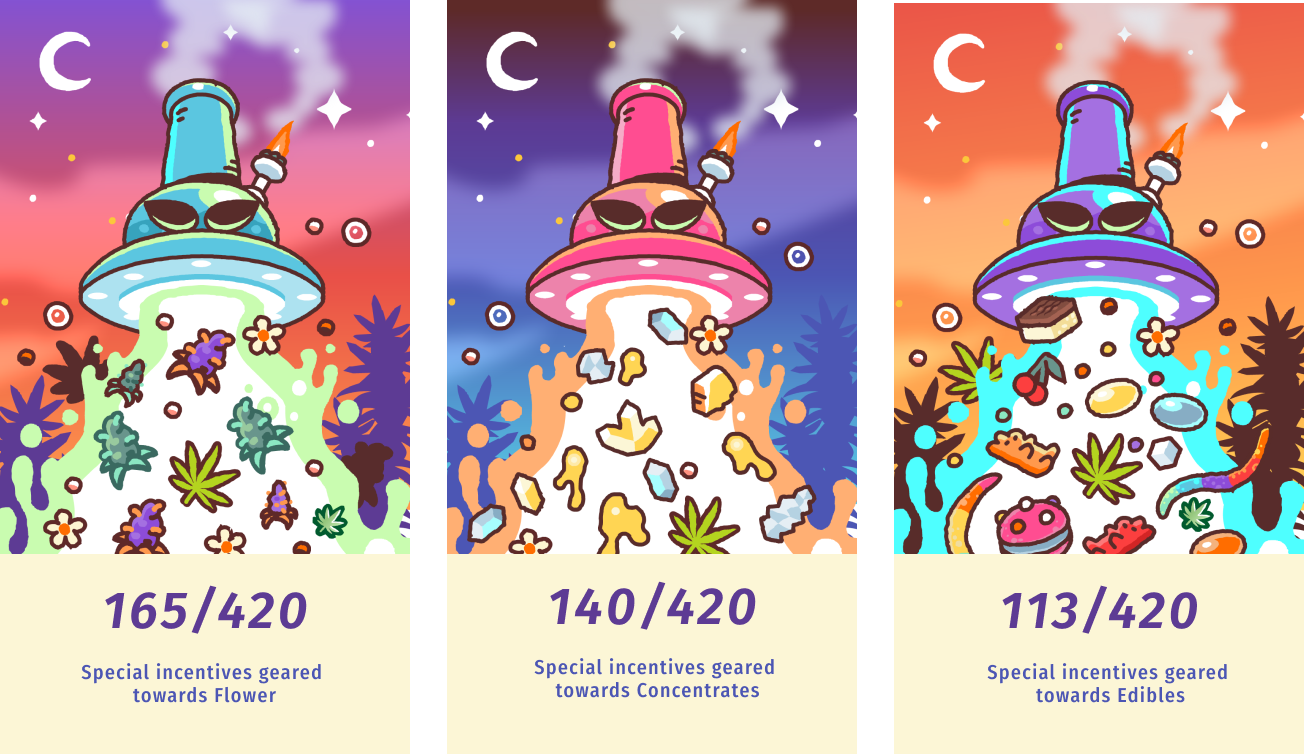 165/420
Special incentives geared
towards Flower
140/420
Special incentives geared
towards Concentrates
113/420
Special incentives geared
towards Edibles